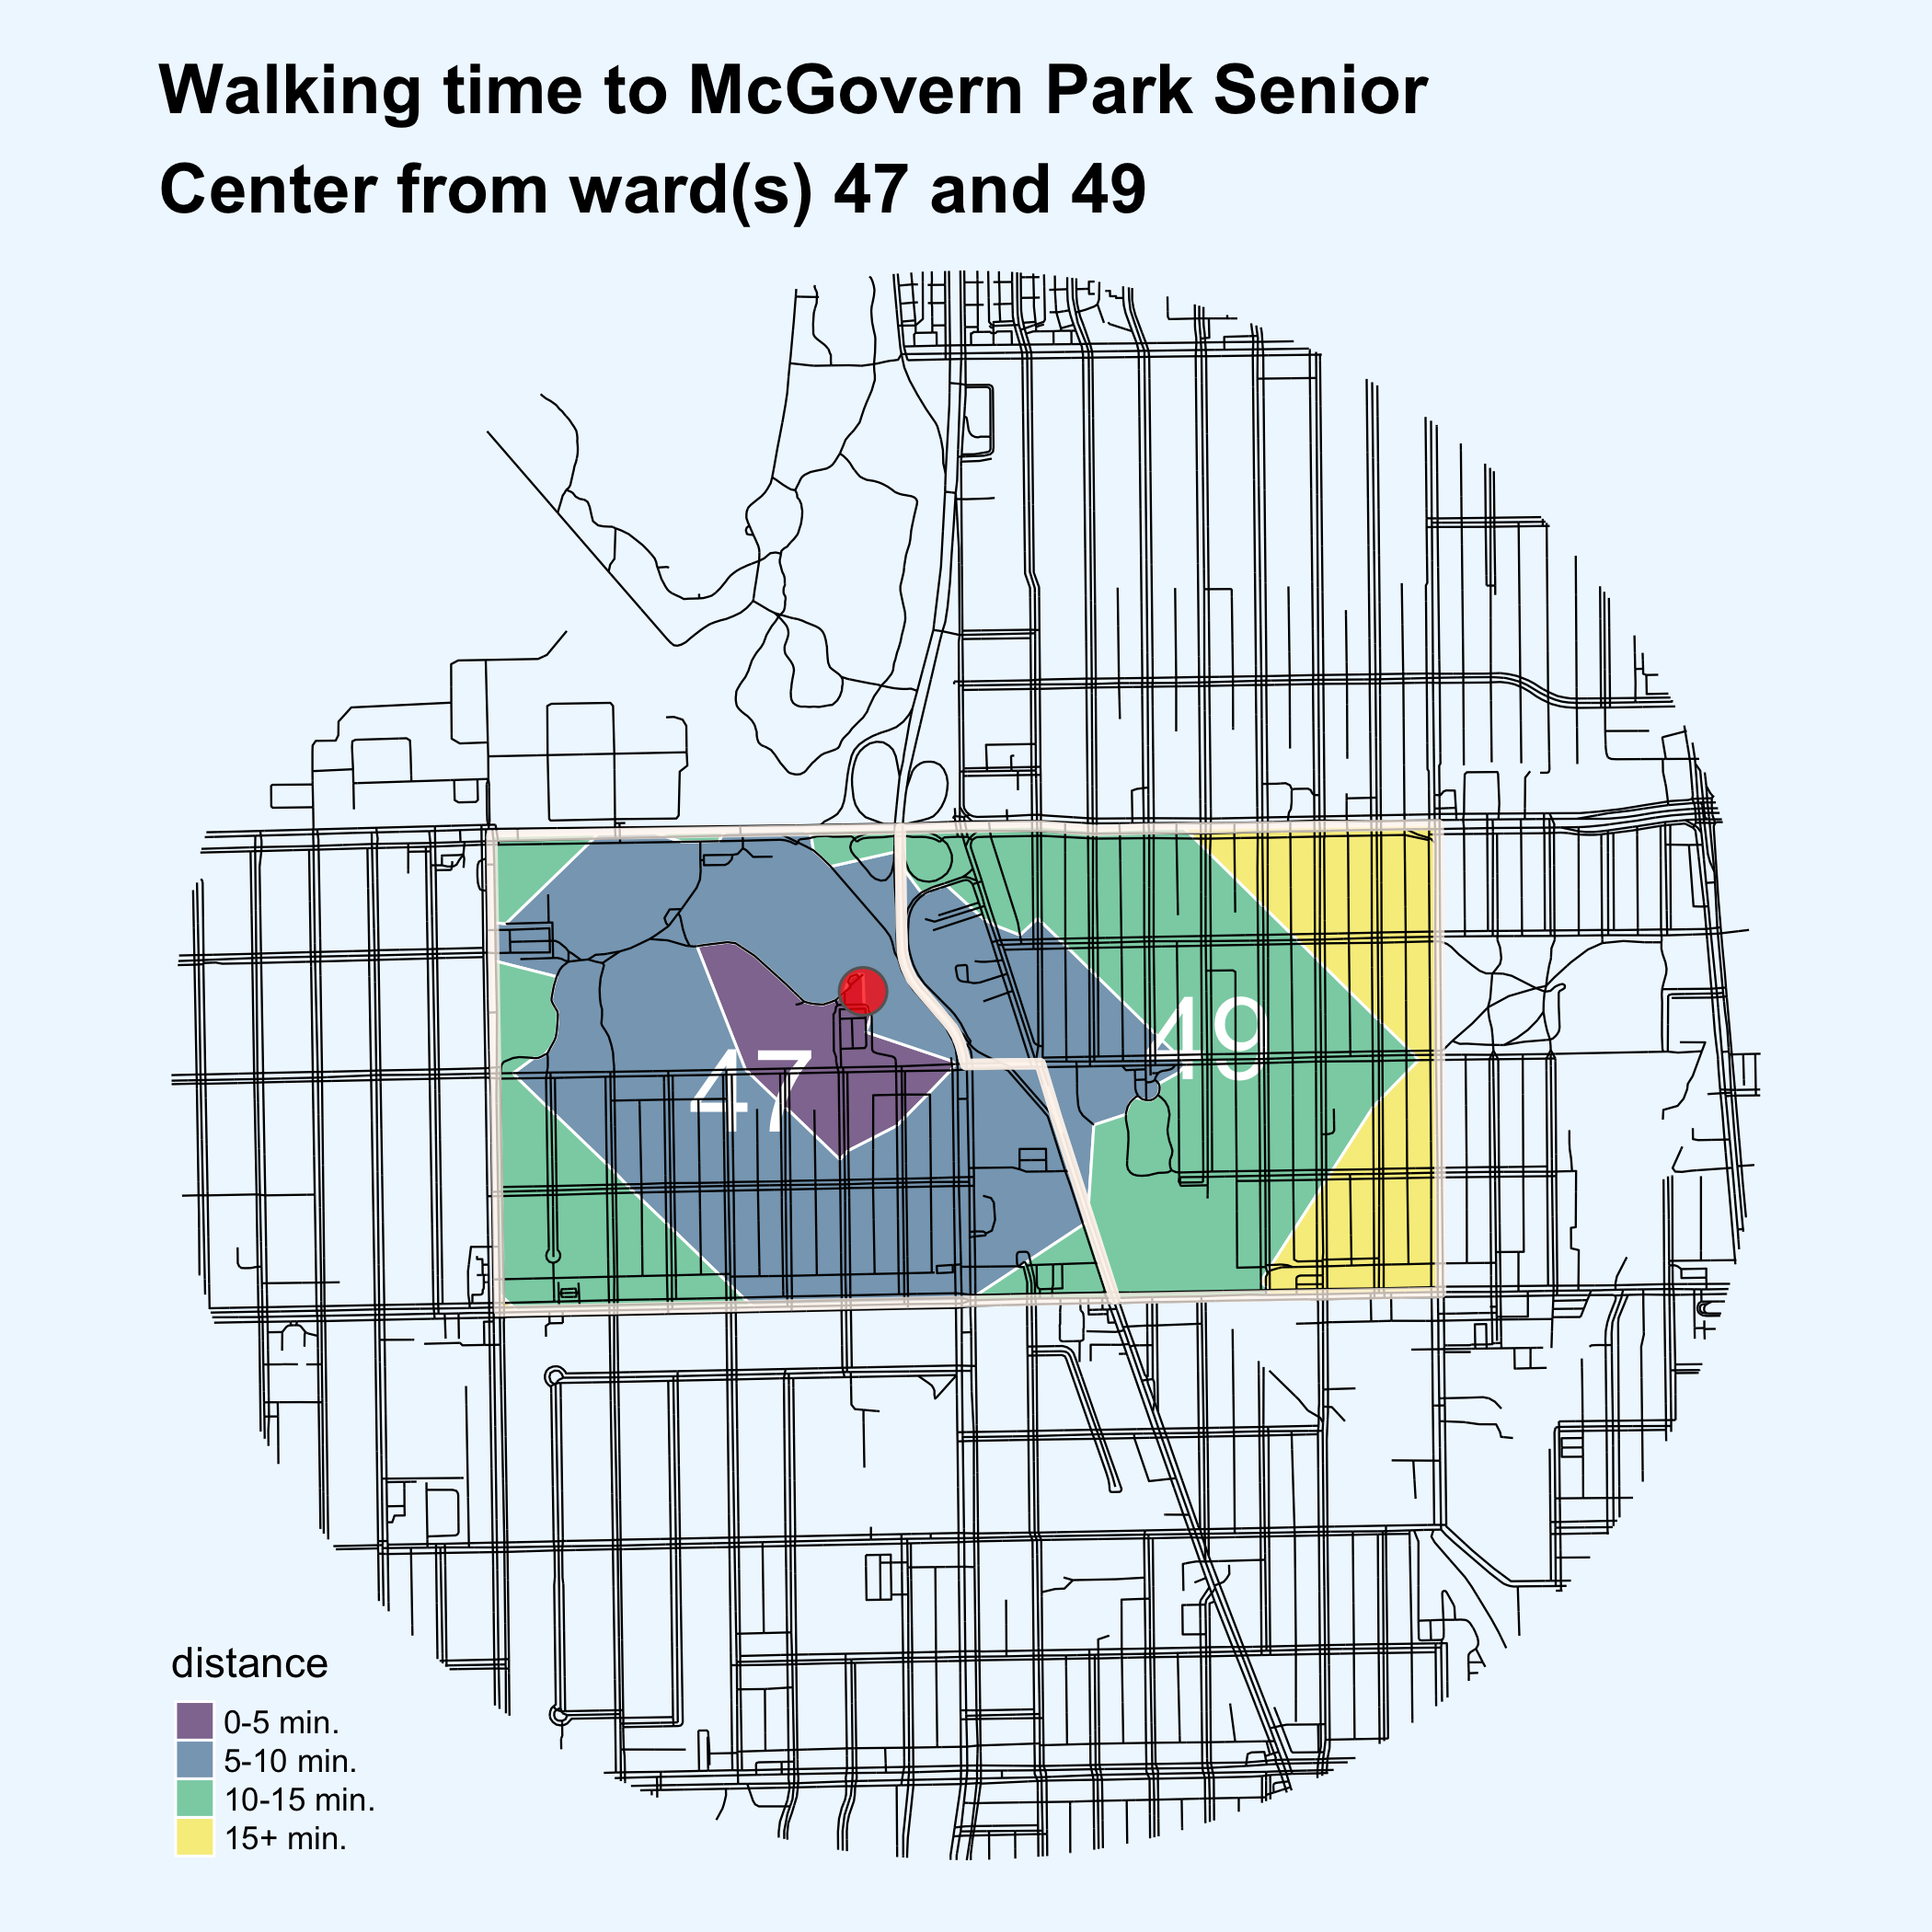 Walking time to McGovern Park Senior
Center from ward(s) 47 and 49
49
47
distance
0-5 min.
5-10 min.
10-15 min.
15+ min.